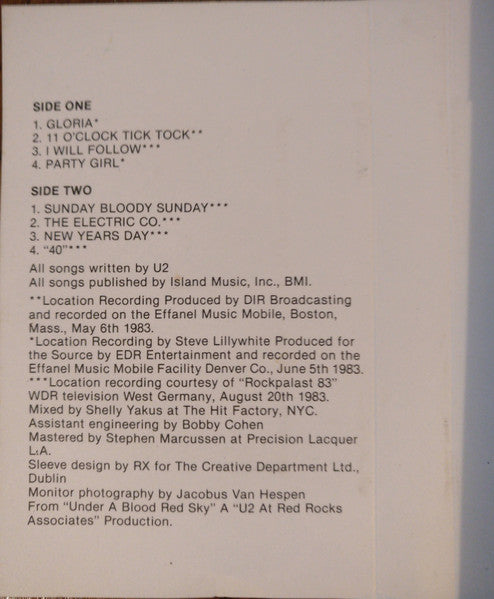 SIDE ONE
1. GLORIA*
2. 11 O'CLOCK TICK TOCK**
3. I WILL FOLLOW***
4. PARTY GIRL*
SIDE TWO
1. SUNDAY BLOODY SUNDAY***
2. THE ELECTRIC CO.***
3. NEW YEARS DAY***
4. "40"***
All songs written by U2
All songs published by Island Music, Inc., BMI.
**Location Recording Produced by DIR Broadcasting
and recorded on the Effanel Music Mobile, Boston,
Mass., May 6th 1983.
*Location Recording by Steve Lillywhite Produced for
the Source by EDR Entertainment and recorded on the
Effanel Music Mobile Facility Denver Co., June 5th 1983.
***Location recording courtesy of "Rockpalast 83"
WDR television West Germany, August 20th 1983.
Mixed by Shelly Yakus at The Hit Factory, NYC.
Assistant engineering by Bobby Cohen
Mastered by Stephen Marcussen at Precision Lacquer
L.A.
Sleeve design by RX for The Creative Department Ltd.,
Dublin
Monitor photography by Jacobus Van Hespen
From "Under A Blood Red Sky" A "U2 At Red Rocks
Associates" Production.